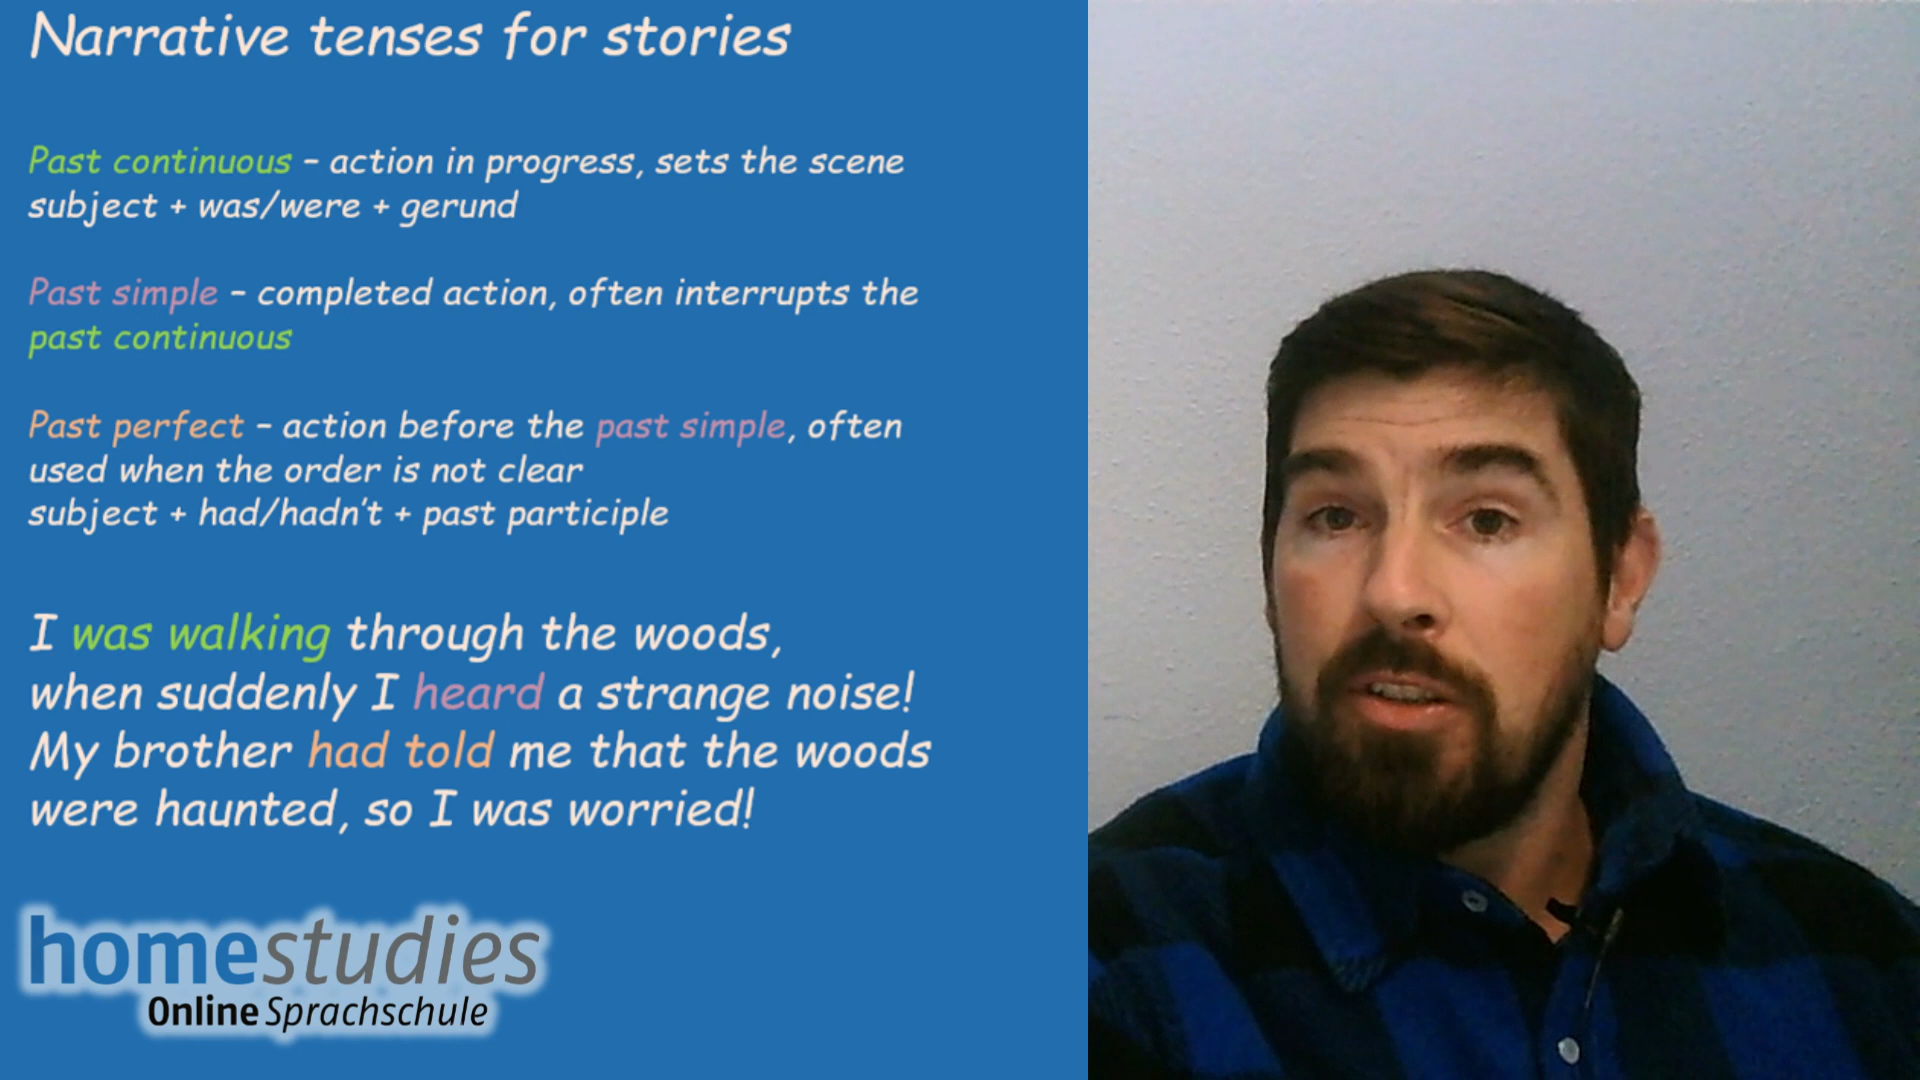 Narrative tenses for stories
Past continuous – action in progress, sets the scene
subject + was/were + gerund
Past simple – completed action, often interrupts the
past continuous
Past perfect – action before the past simple, often
used when the order is not clear
subject + had/hadn't + past participle
I was walking through the woods,
when suddenly I heard a strange noise!
My brother had told me that the woods
were haunted, so I was worried!
homestudies
Online Sprachschule